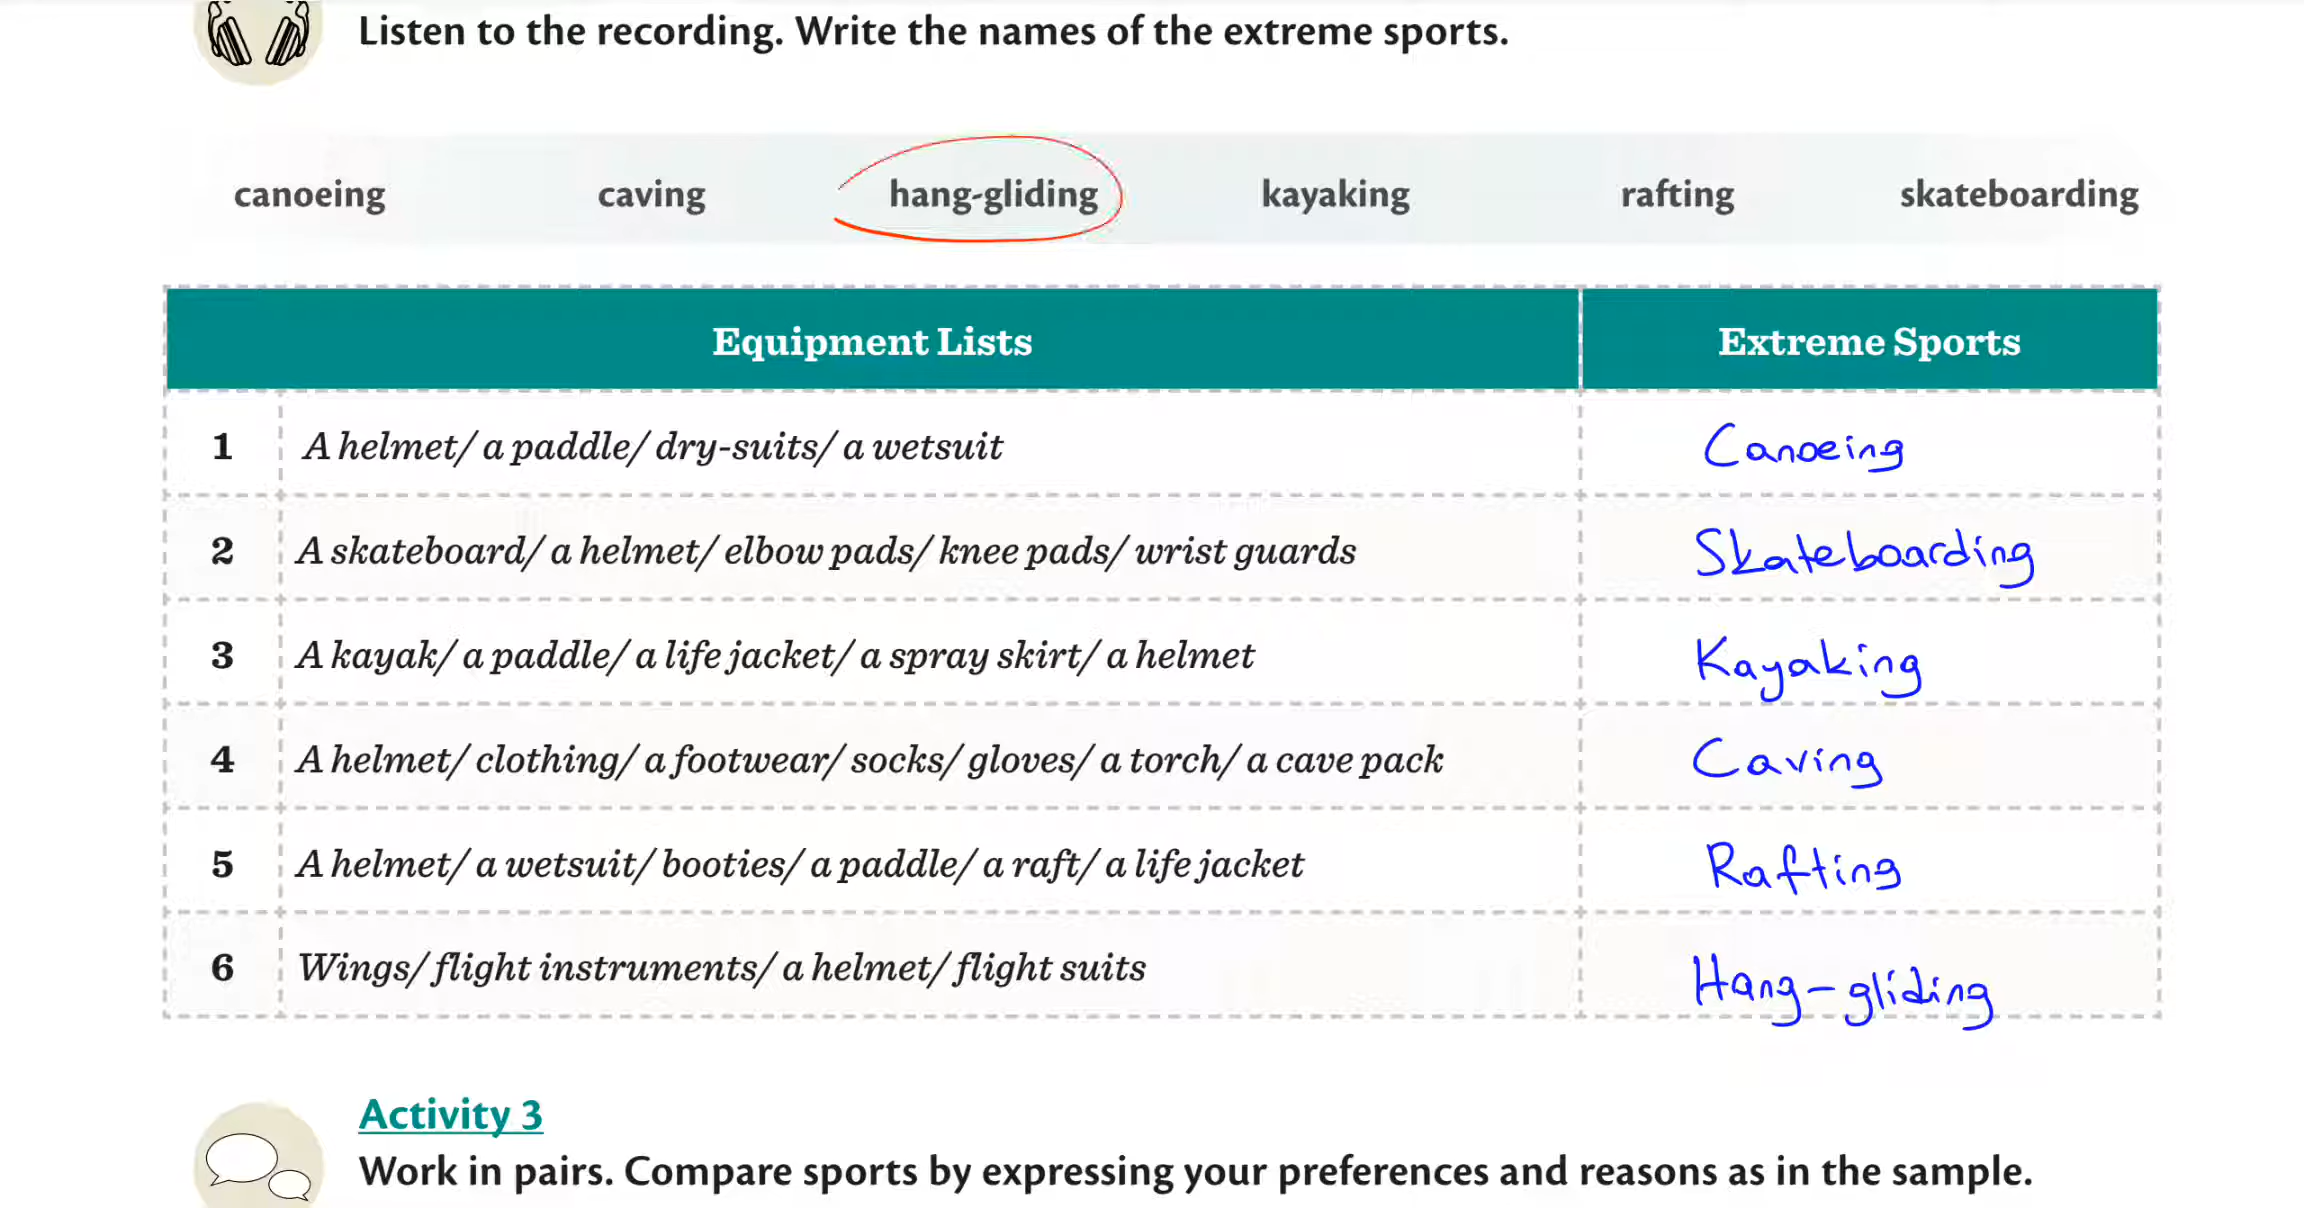 Listen to the recording. Write the names of the extreme sports.
canoeing caving hang-gliding kayaking rafting skateboarding
Equipment Lists Extreme Sports
1 A helmet/ a paddle/ dry-suits/ a wetsuit Canoeing
2 A skateboard/ a helmet/ elbow pads/ knee pads/ wrist guards Skateboarding
3 A kayak/ a paddle/ a life jacket/ a spray skirt/ a helmet Kayaking
4 A helmet/ clothing/ a footwear/ socks/ gloves/ a torch/ a cave pack Caving
5 A helmet/ a wetsuit/ booties/ a paddle/ a raft/ a life jacket Rafting
6 Wings/ flight instruments/ a helmet/ flight suits Hang-gliding
Activity 3
Work in pairs. Compare sports by expressing your preferences and reasons as in the sample.